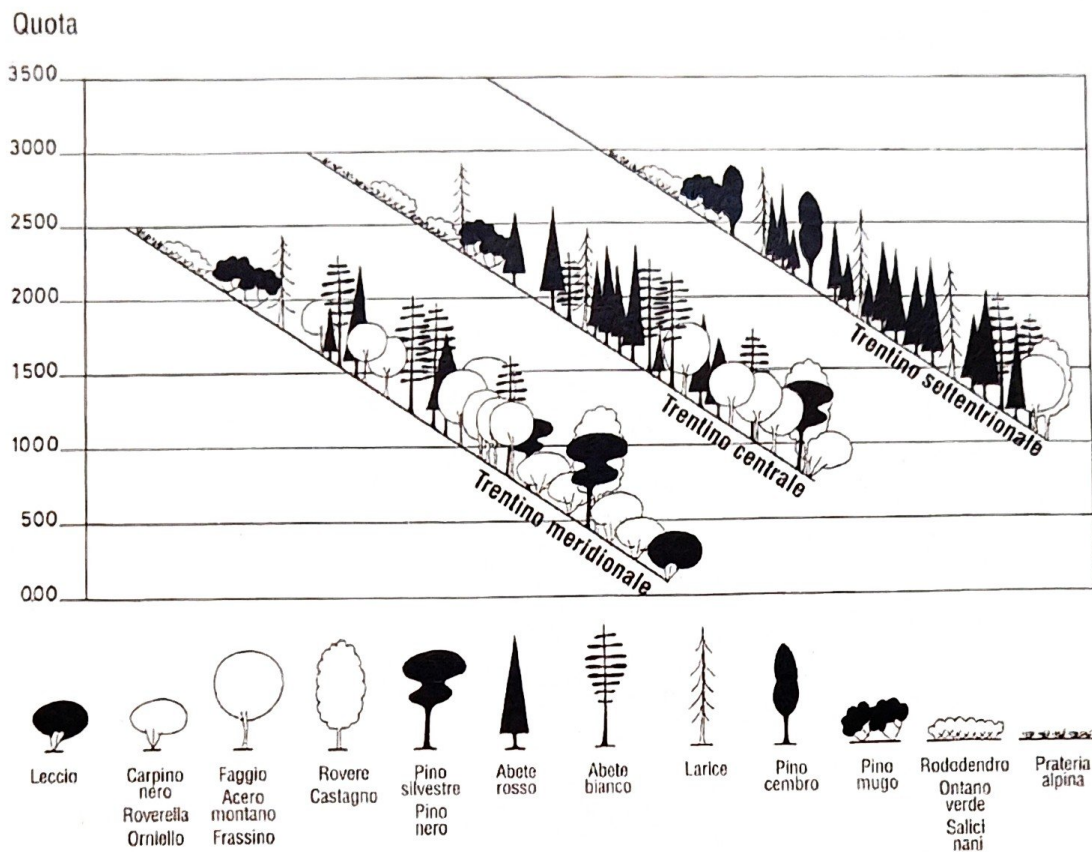 Quota
3500
3000
2500
2000
1500
1000
500
0.00
Trentino settentrionale
Trentino centrale
Trentino meridionale
Leccio
Carpino
nero
Roverella
Orniello
Faggio
Acero
montano
Frassino
Rovere
Castagno
Pino
silvestre
Pino
nero
Abete
rosso
Abete
bianco
Larice
Pino
cembro
Pino
mugo
Rododendro
Ontano
verde
Salici
nani
Prateria
alpina